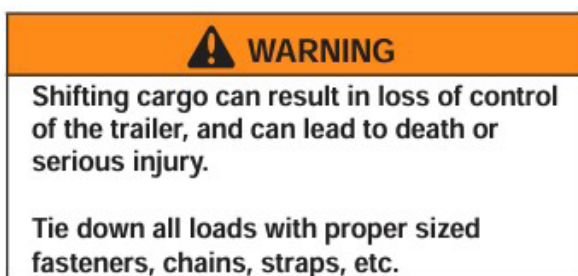 WARNING
Shifting cargo can result in loss of control
of the trailer, and can lead to death or
serious injury.
Tie down all loads with proper sized
fasteners, chains, straps, etc.